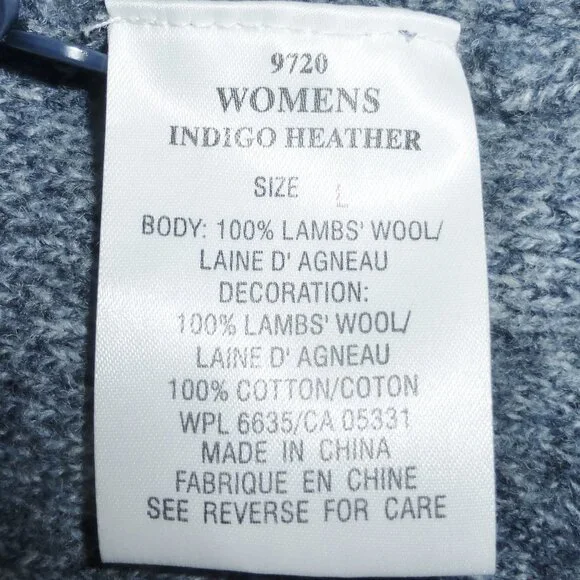 9720
WOMENS
INDIGO HEATHER
SIZE L
BODY: 100% LAMBS' WOOL/
LAINE D' AGNEAU
DECORATION:
100% LAMBS' WOOL/
LAINE D' AGNEAU
100% COTTON/COTON
WPL 6635/CA 05331
MADE IN CHINA
FABRIQUE EN CHINE
SEE REVERSE FOR CARE